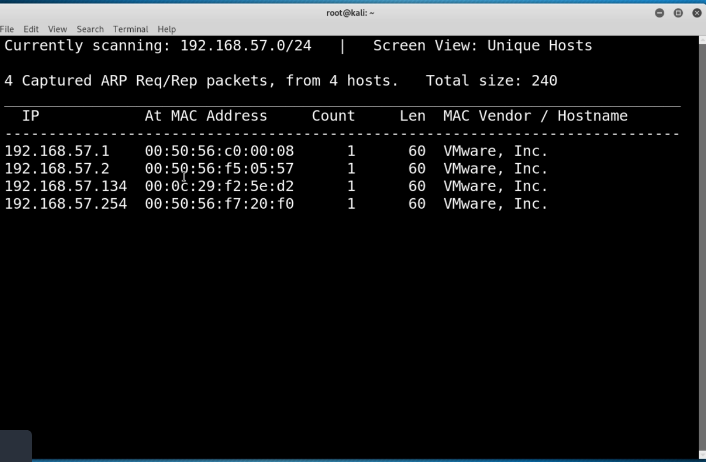 root@kali: ~
File Edit View Search Terminal Help
Currently scanning: 192.168.57.0/24 | Screen View: Unique Hosts
4 Captured ARP Req/Rep packets, from 4 hosts. Total size: 240
_____________________________________________________________________________
IP At MAC Address Count Len MAC Vendor / Hostname
-----------------------------------------------------------------------------
192.168.57.1 00:50:56:c0:00:08 1 60 VMware, Inc.
192.168.57.2 00:50:56:f5:05:57 1 60 VMware, Inc.
192.168.57.134 00:0c:29:f2:5e:d2 1 60 VMware, Inc.
192.168.57.254 00:50:56:f7:20:f0 1 60 VMware, Inc.